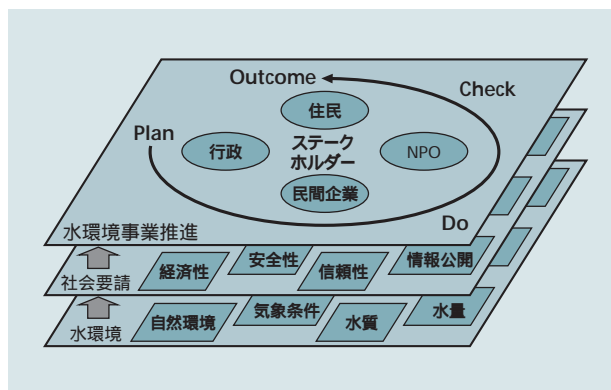 Outcome
Check
住民
Plan
ステーク
ホルダー
行政
NPO
民間企業
Do
水環境事業推進
社会要請
経済性
安全性
信頼性
情報公開
水環境
自然環境
気象条件
水質
水量